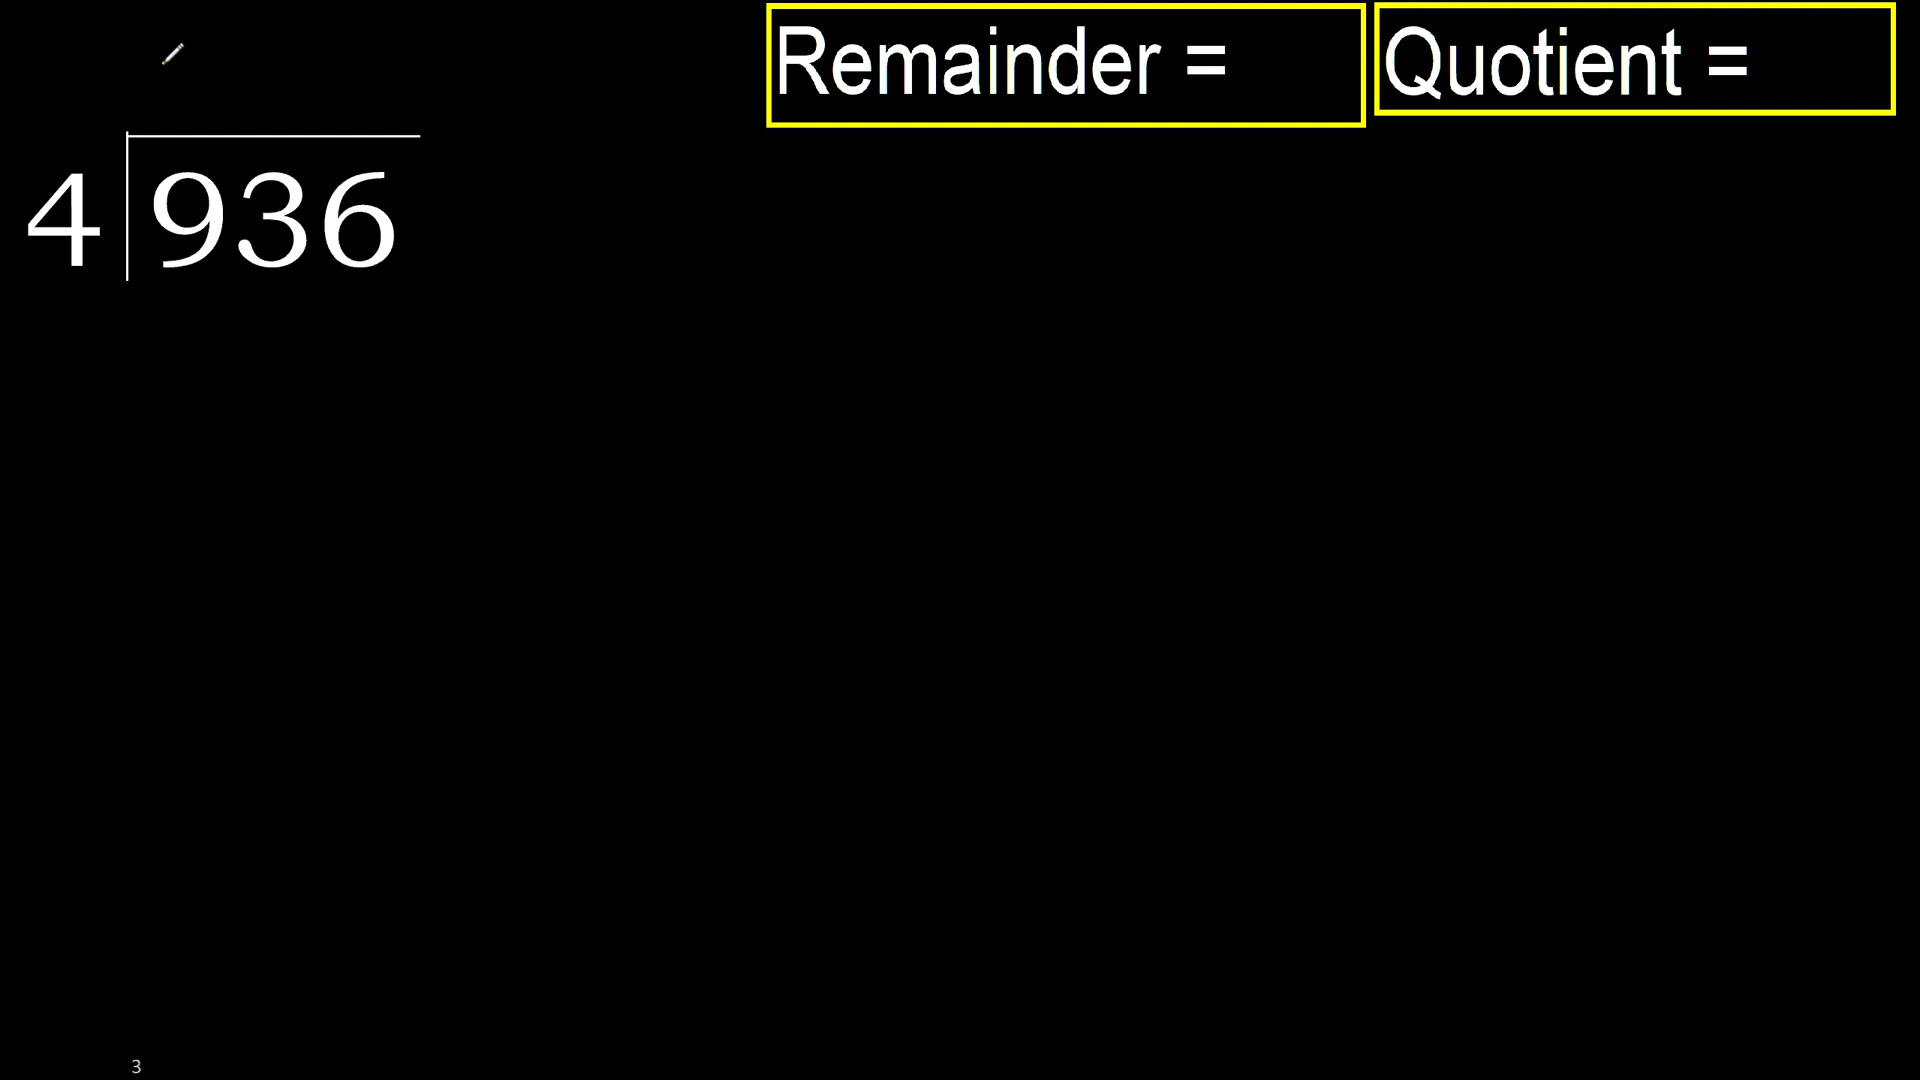 Remainder =
Quotient =
4 936
3